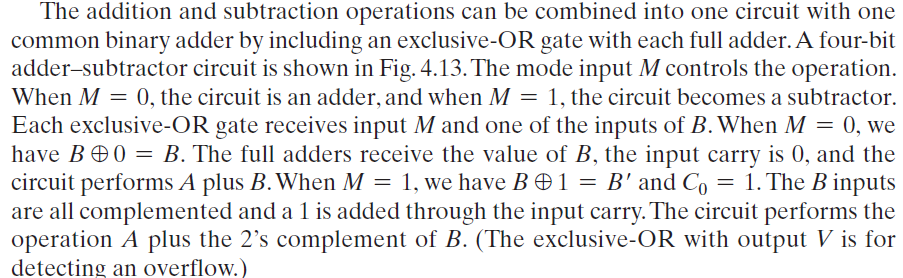 The addition and subtraction operations can be combined into one circuit with one
common binary adder by including an exclusive-OR gate with each full adder. A four-bit
adder–subtractor circuit is shown in Fig. 4.13. The mode input M controls the operation.
When M = 0, the circuit is an adder, and when M = 1, the circuit becomes a subtractor.
Each exclusive-OR gate receives input M and one of the inputs of B. When M = 0, we
have B ⊕ 0 = B. The full adders receive the value of B, the input carry is 0, and the
circuit performs A plus B. When M = 1, we have B ⊕ 1 = B′ and C₀ = 1. The B inputs
are all complemented and a 1 is added through the input carry. The circuit performs the
operation A plus the 2’s complement of B. (The exclusive-OR with output V is for
detecting an overflow.)